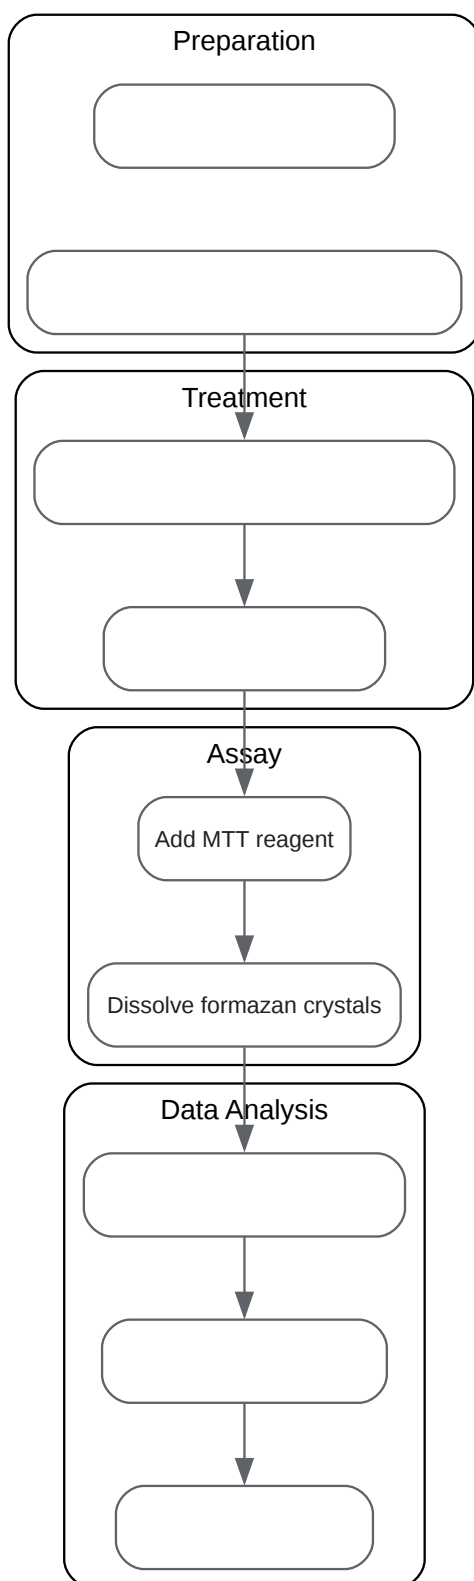 Preparation
Treatment
Assay
Add MTT reagent
Dissolve formazan crystals
Data Analysis